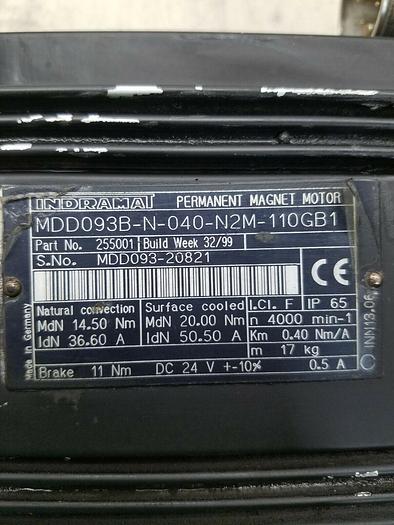 INDRAMAT PERMANENT MAGNET MOTOR
MDD093B-N-040-N2M-110GB1
Part No. 255001 Build Week 32/99
S.No. MDD093-20821
CE
Natural convection Surface cooled I.Cl. F IP 65
MdN 14.50 Nm MdN 20.00 Nm n 4000 min-1
IdN 36.60 A IdN 50.50 A Km 0.40 Nm/A
m 17 kg
Brake 11 Nm DC 24 V +-10% 0.5 A
Made in Germany
INN13.06